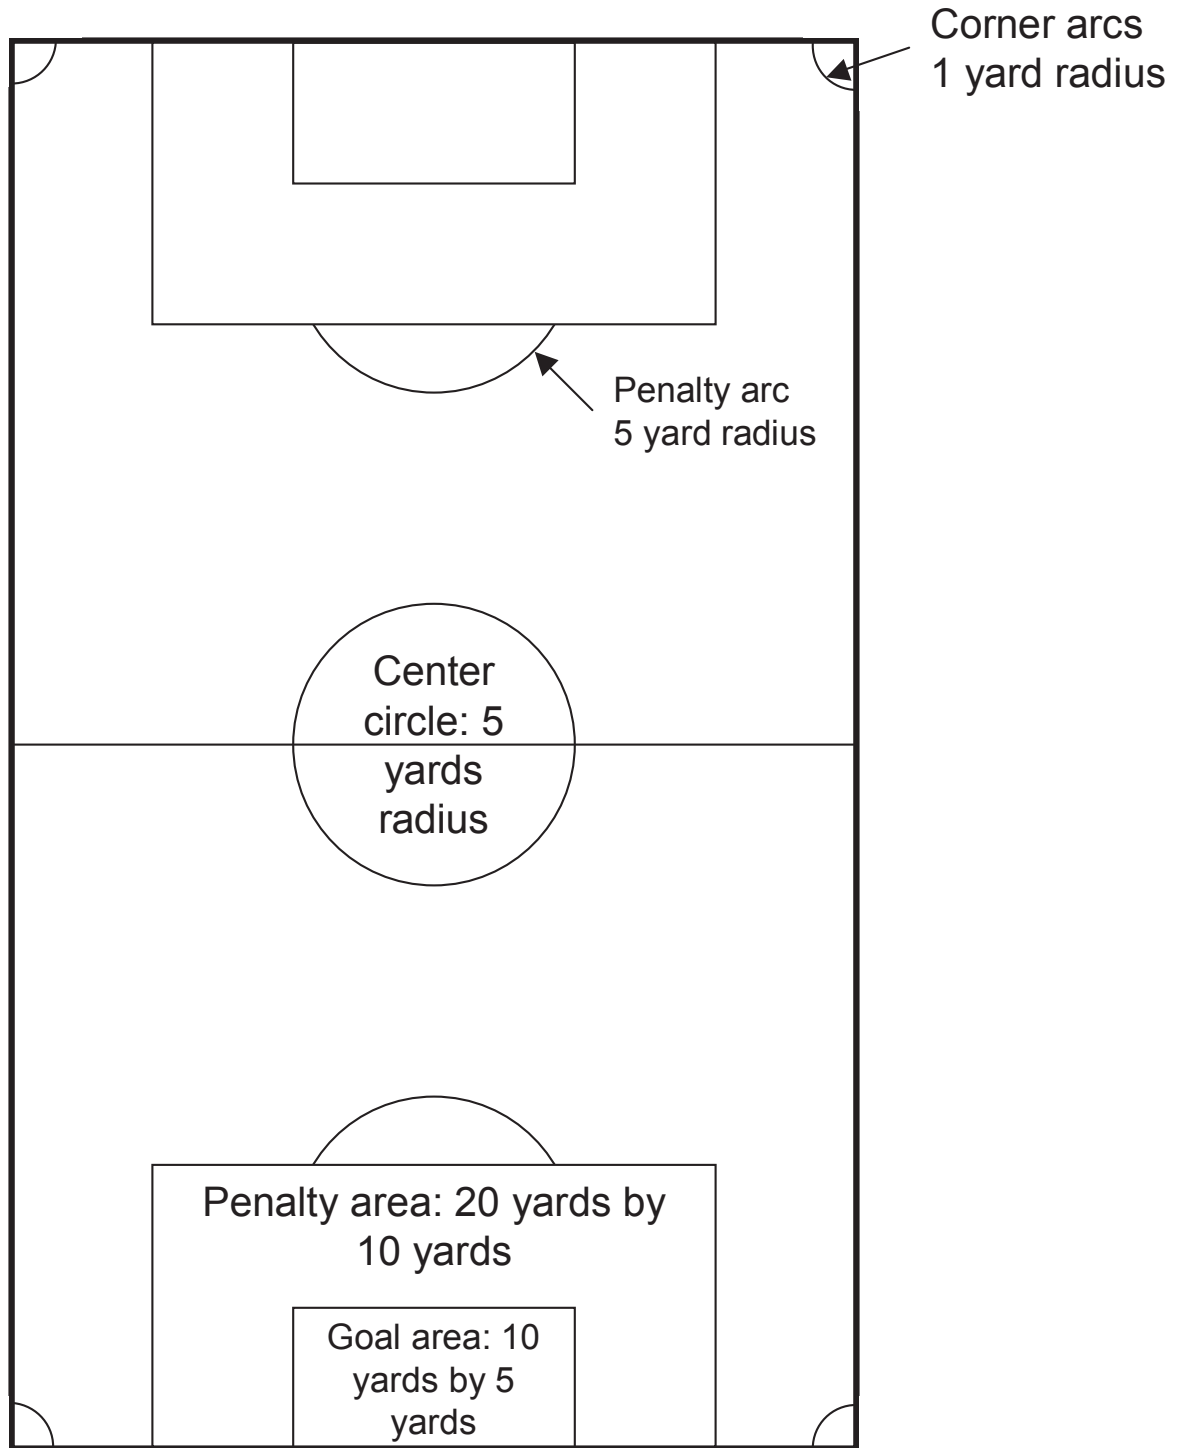 Corner arcs
1 yard radius
Penalty arc
5 yard radius
Center
circle: 5
yards
radius
Penalty area: 20 yards by
10 yards
Goal area: 10
yards by 5
yards